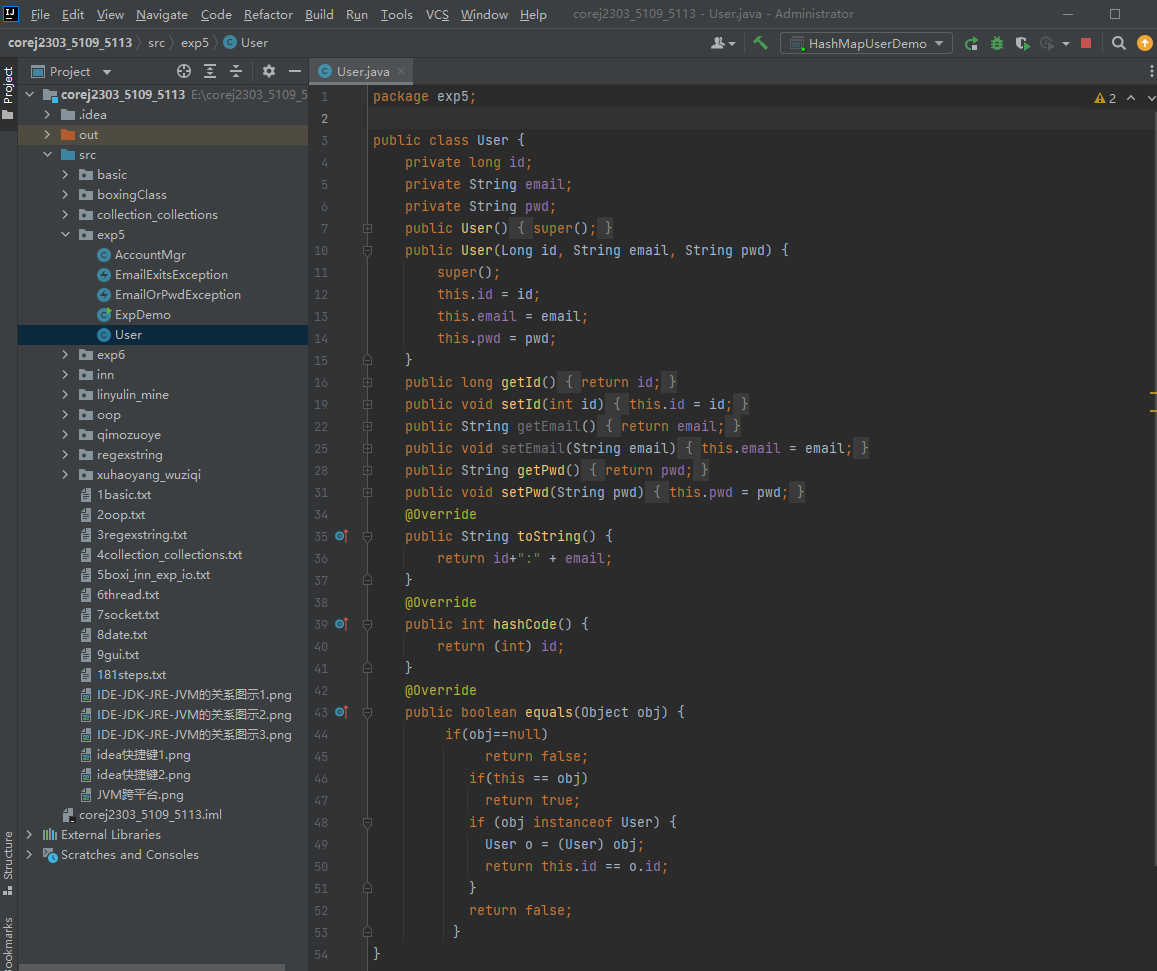 File Edit View Navigate Code Refactor Build Run Tools VCS Window Help corej2303_5109_5113 - User.java - Administrator
corej2303_5109_5113 src exp5 User HashMapUserDemo
Project User.java
Project
corej2303_5109_5113 E:\corej2303_5109_5
.idea
out
src
basic
boxingClass
collection_collections
exp5
AccountMgr
EmailExitsException
EmailOrPwdException
ExpDemo
User
exp6
inn
linyulin_mine
oop
qimozuoye
regexstring
xuhaoyang_wuziqi
1basic.txt
2oop.txt
3regexstring.txt
4collection_collections.txt
5boxi_inn_exp_io.txt
6thread.txt
7socket.txt
8date.txt
9gui.txt
181steps.txt
IDE-JDK-JRE-JVM的关系图示1.png
IDE-JDK-JRE-JVM的关系图示2.png
IDE-JDK-JRE-JVM的关系图示3.png
idea快捷键1.png
idea快捷键2.png
JVM跨平台.png
corej2303_5109_5113.iml
External Libraries
Scratches and Consoles
Structure
Bookmarks
2
1 package exp5;
2
3 public class User {
4 private long id;
5 private String email;
6 private String pwd;
7 public User() { super(); }
10 public User(Long id, String email, String pwd) {
11 super();
12 this.id = id;
13 this.email = email;
14 this.pwd = pwd;
15 }
16 public long getId() { return id; }
19 public void setId(int id) { this.id = id; }
22 public String getEmail() { return email; }
25 public void setEmail(String email) { this.email = email; }
28 public String getPwd() { return pwd; }
31 public void setPwd(String pwd) { this.pwd = pwd; }
34 @Override
35 public String toString() {
36 return id+":" + email;
37 }
38 @Override
39 public int hashCode() {
40 return (int) id;
41 }
42 @Override
43 public boolean equals(Object obj) {
44 if(obj==null)
45 return false;
46 if(this == obj)
47 return true;
48 if (obj instanceof User) {
49 User o = (User) obj;
50 return this.id == o.id;
51 }
52 return false;
53 }
54 }